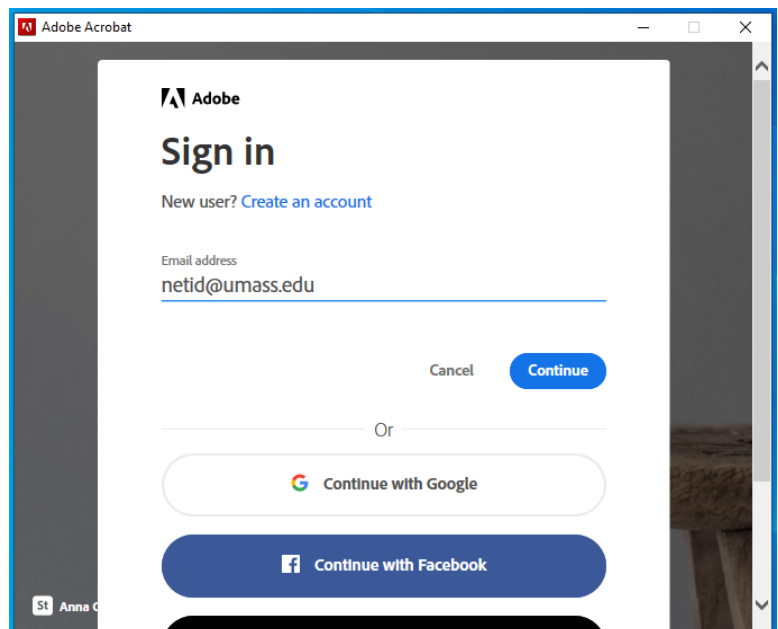 Adobe Acrobat
Adobe
Sign in
New user? Create an account
Email address
netid@umass.edu
Cancel Continue
Or
Continue with Google
Continue with Facebook
St Anna